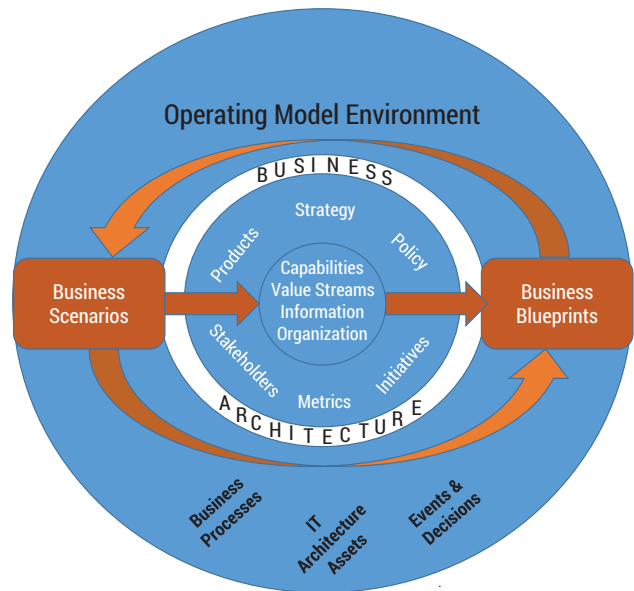 Operating Model Environment
BUSINESS
Strategy
Products
Policy
Capabilities
Value Streams
Information
Organization
Business
Scenarios
Business
Blueprints
Stakeholders
Metrics
Initiatives
ARCHITECTURE
Business
Processes
IT
Architecture
Assets
Events &
Decisions